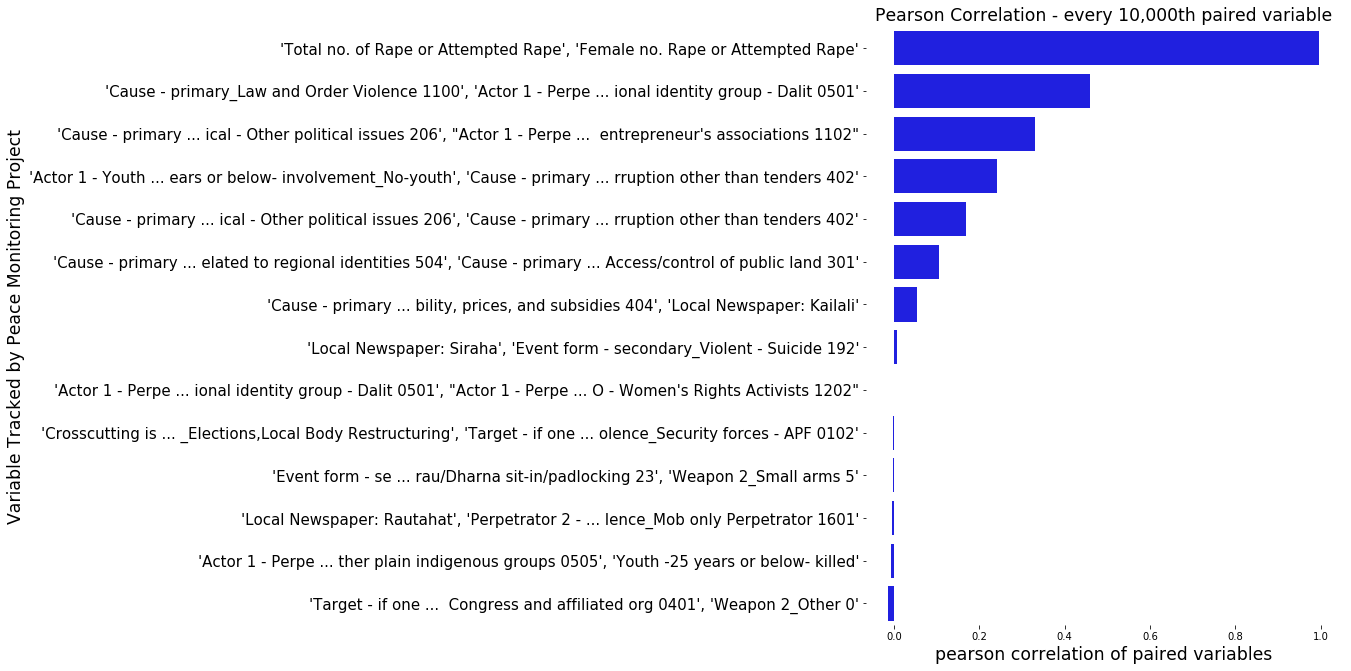 Pearson Correlation - every 10,000th paired variable
Variable Tracked by Peace Monitoring Project
'Total no. of Rape or Attempted Rape', 'Female no. Rape or Attempted Rape'
'Cause - primary_Law and Order Violence 1100', 'Actor 1 - Perpe ... ional identity group - Dalit 0501'
'Cause - primary ... ical - Other political issues 206', "Actor 1 - Perpe ...  entrepreneur's associations 1102"
'Actor 1 - Youth ... ears or below- involvement_No-youth', 'Cause - primary ... rruption other than tenders 402'
'Cause - primary ... ical - Other political issues 206', 'Cause - primary ... rruption other than tenders 402'
'Cause - primary ... elated to regional identities 504', 'Cause - primary ... Access/control of public land 301'
'Cause - primary ... bility, prices, and subsidies 404', 'Local Newspaper: Kailali'
'Local Newspaper: Siraha', 'Event form - secondary_Violent - Suicide 192'
'Actor 1 - Perpe ... ional identity group - Dalit 0501', "Actor 1 - Perpe ... O - Women's Rights Activists 1202"
'Crosscutting is ... _Elections,Local Body Restructuring', 'Target - if one ... olence_Security forces - APF 0102'
'Event form - se ... rau/Dharna sit-in/padlocking 23', 'Weapon 2_Small arms 5'
'Local Newspaper: Rautahat', 'Perpetrator 2 - ... lence_Mob only Perpetrator 1601'
'Actor 1 - Perpe ... ther plain indigenous groups 0505', 'Youth -25 years or below- killed'
'Target - if one ...  Congress and affiliated org 0401', 'Weapon 2_Other 0'
0.0 0.2 0.4 0.6 0.8 1.0
pearson correlation of paired variables